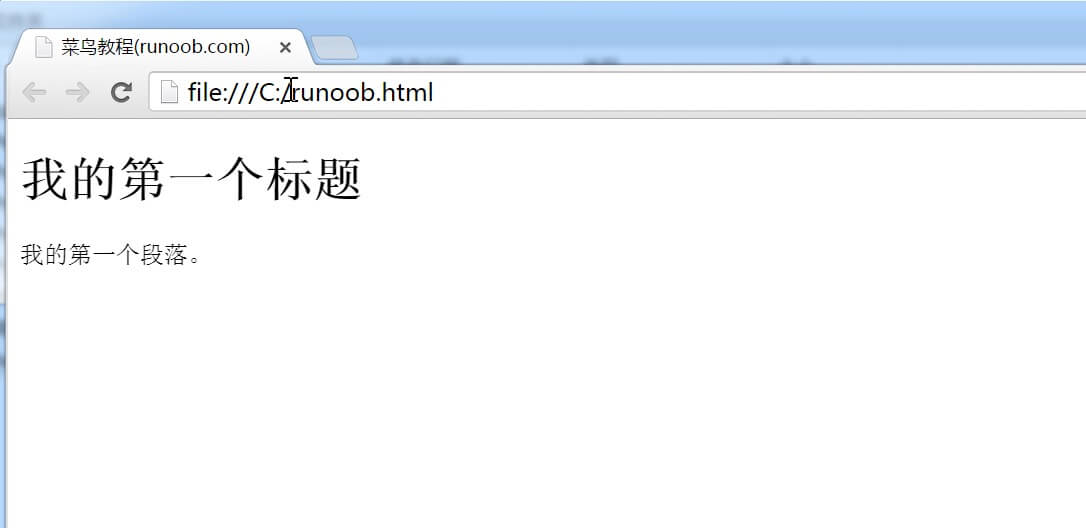 菜鸟教程(runoob.com)
file:///C:/runoob.html
我的第一个标题
我的第一个段落。